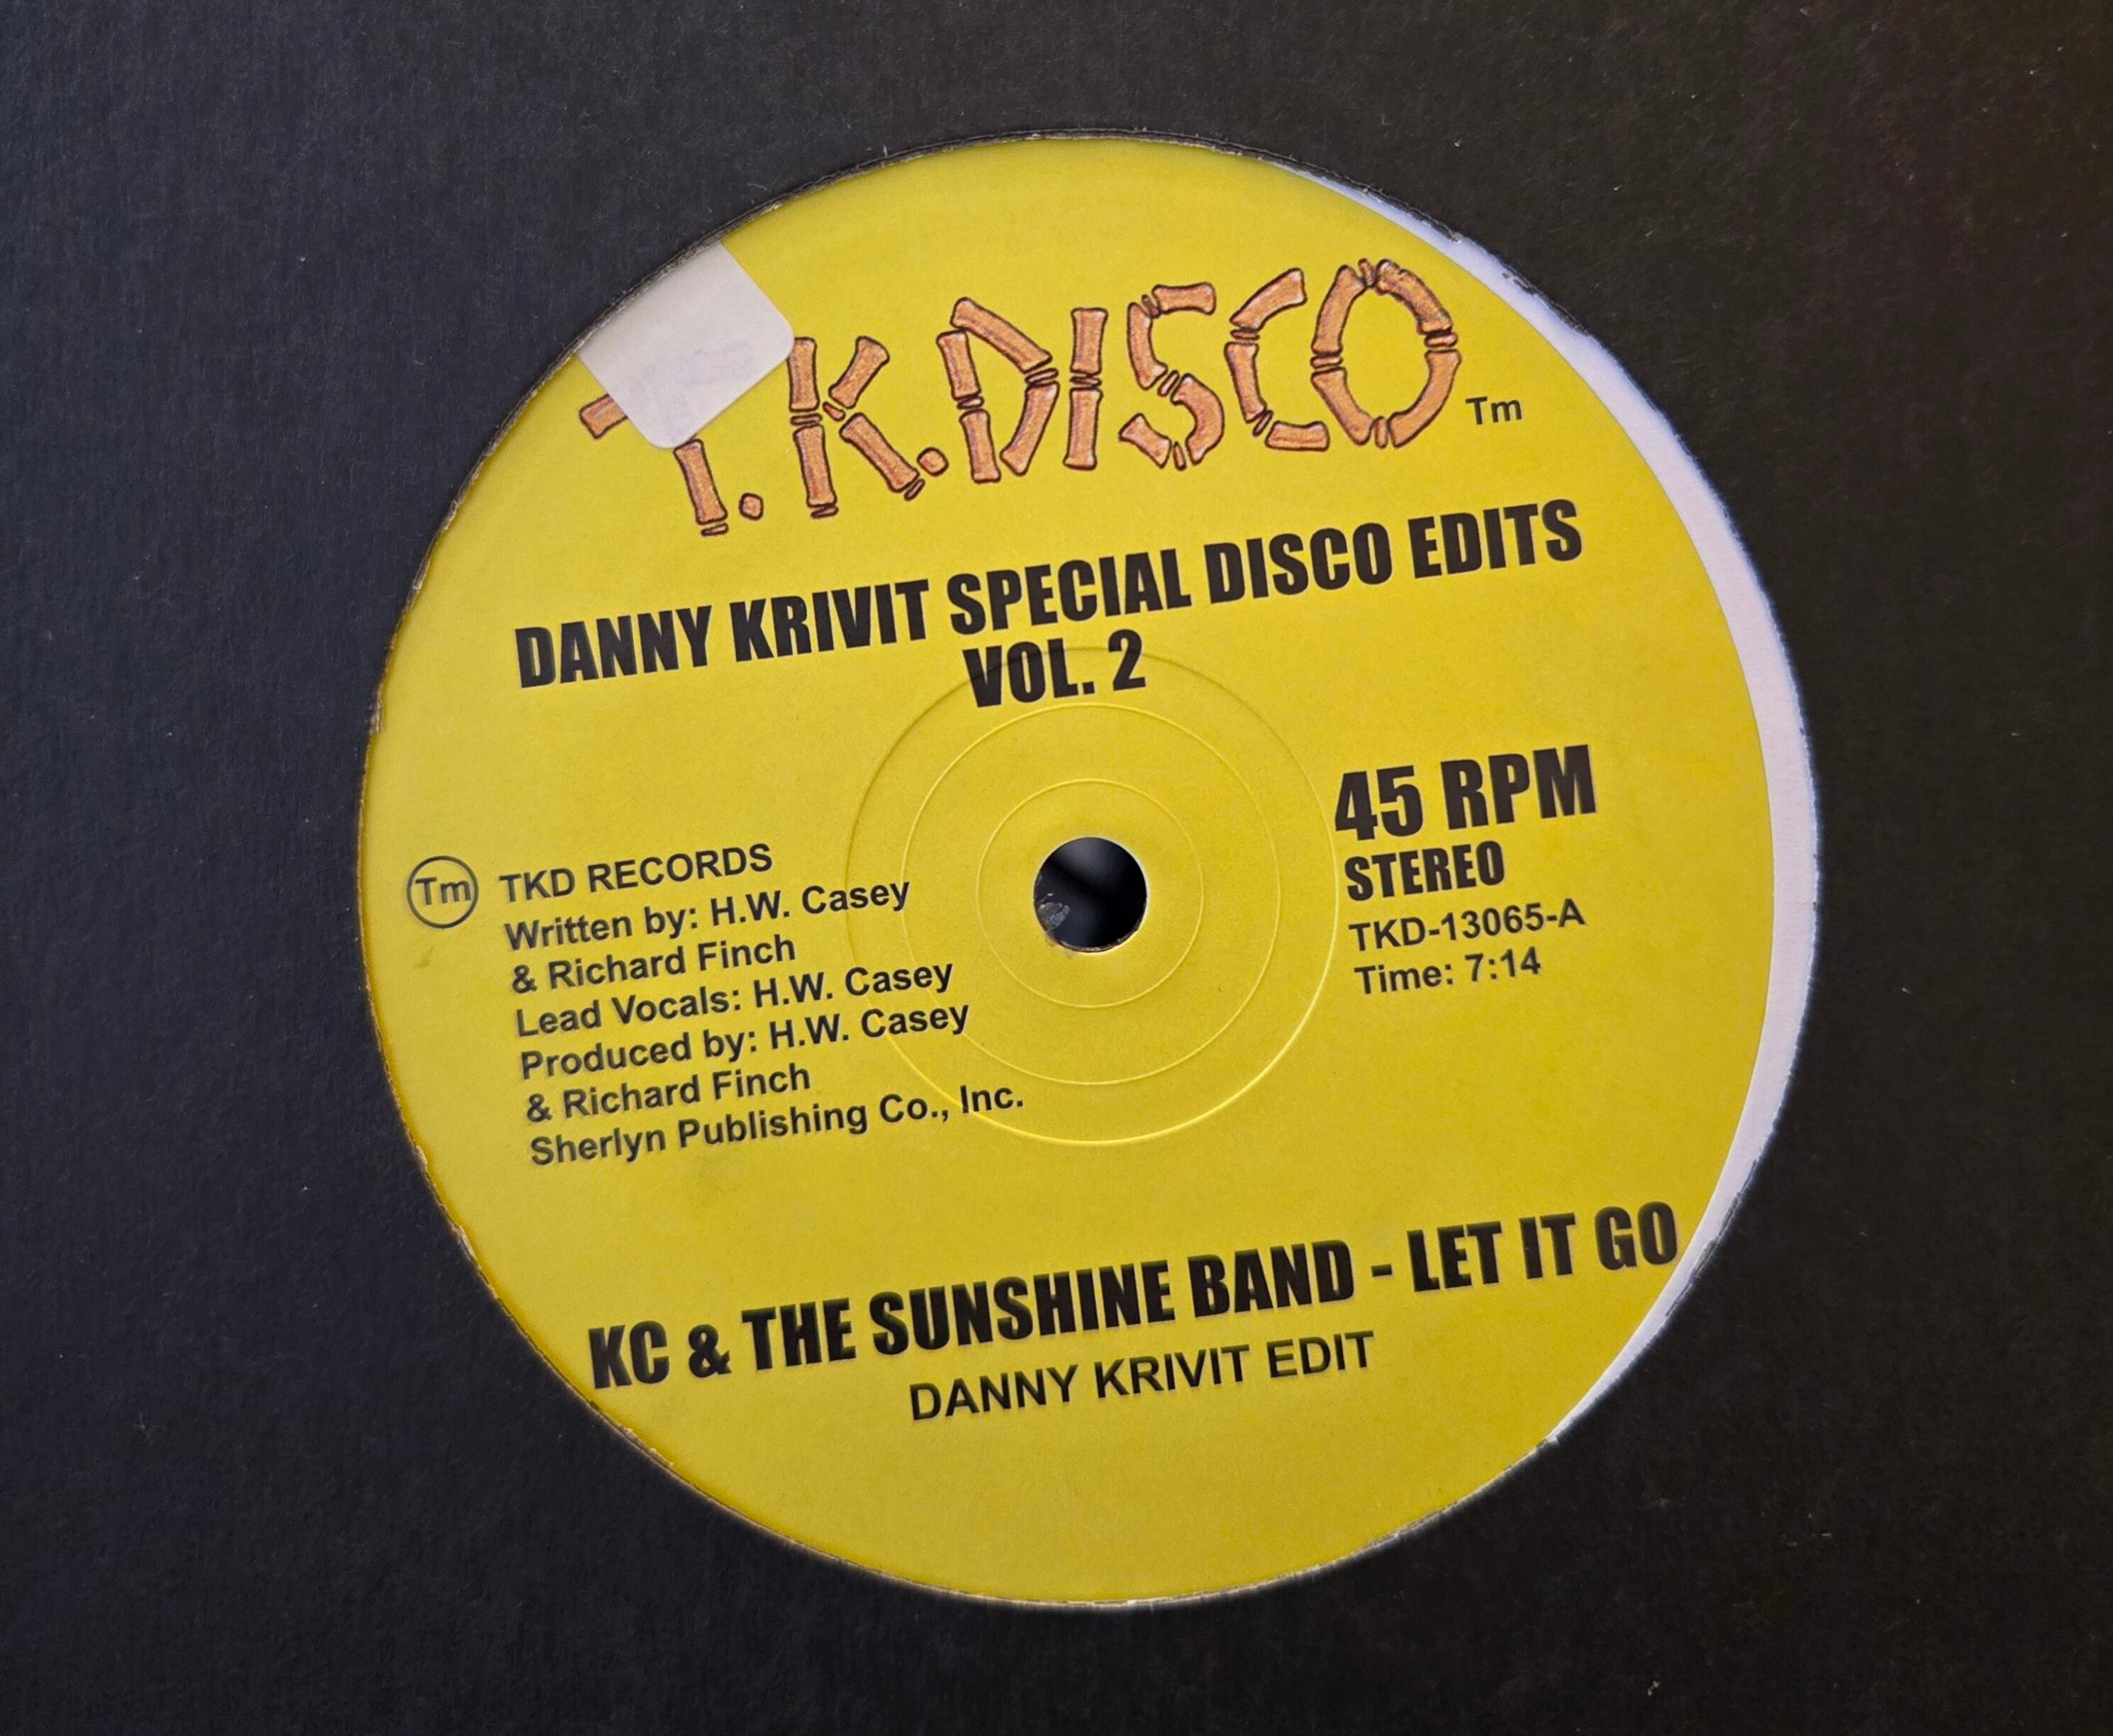 T.K.DISCO Tm
DANNY KRIVIT SPECIAL DISCO EDITS
VOL. 2
45 RPM
STEREO
TKD-13065-A
Time: 7:14
Tm TKD RECORDS
Written by: H.W. Casey
& Richard Finch
Lead Vocals: H.W. Casey
Produced by: H.W. Casey
& Richard Finch
Sherlyn Publishing Co., Inc.
KC & THE SUNSHINE BAND - LET IT GO
DANNY KRIVIT EDIT